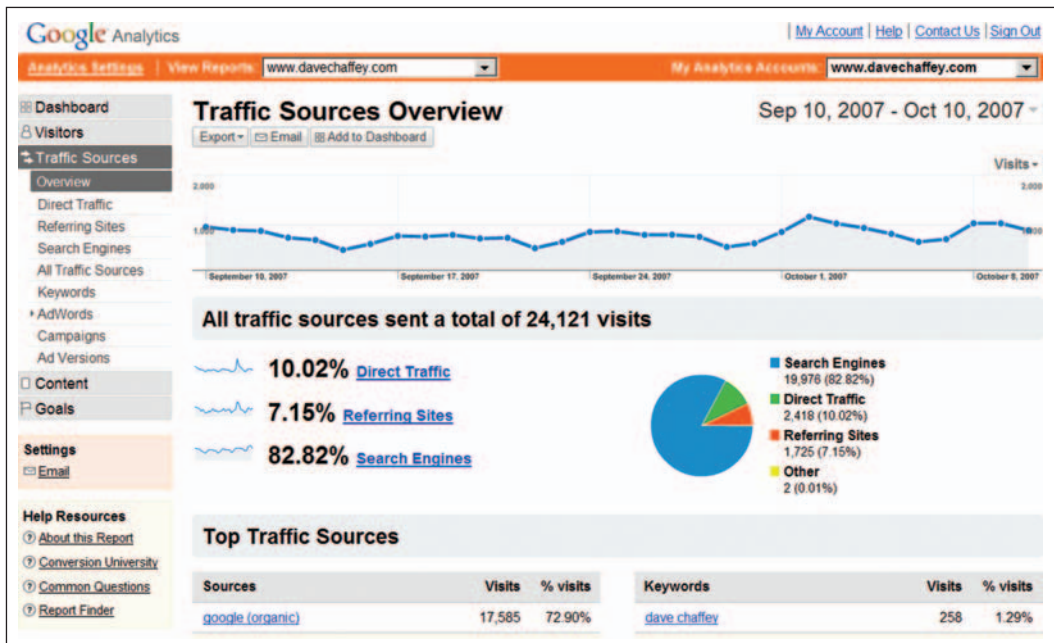 Google Analytics
My Account | Help | Contact Us | Sign Out
Analytics Settings | View Reports: www.davechaffey.com
My Analytics Accounts: www.davechaffey.com
Dashboard
Visitors
Traffic Sources
Overview
Direct Traffic
Referring Sites
Search Engines
All Traffic Sources
Keywords
AdWords
Campaigns
Ad Versions
Content
Goals
Settings
Email
Help Resources
About this Report
Conversion University
Common Questions
Report Finder
Traffic Sources Overview
Sep 10, 2007 - Oct 10, 2007
Export
Email
Add to Dashboard
Visits
2,000
2,000
1,000
1,000
September 10, 2007
September 17, 2007
September 24, 2007
October 1, 2007
October 8, 2007
All traffic sources sent a total of 24,121 visits
10.02% Direct Traffic
7.15% Referring Sites
82.82% Search Engines
Search Engines
19,976 (82.82%)
Direct Traffic
2,418 (10.02%)
Referring Sites
1,725 (7.15%)
Other
2 (0.01%)
Top Traffic Sources
Sources Visits % visits
google (organic) 17,585 72.90%
Keywords Visits % visits
dave chaffey 258 1.29%